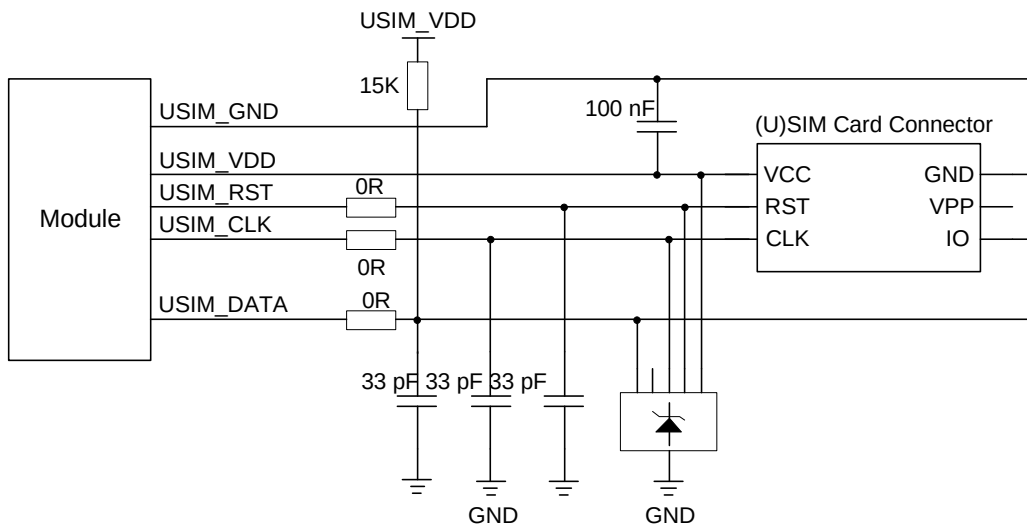 USIM_VDD
15K
USIM_GND
100 nF
(U)SIM Card Connector
USIM_VDD
VCC
GND
USIM_RST
0R
RST
VPP
Module
USIM_CLK
CLK
IO
0R
USIM_DATA
0R
33 pF 33 pF 33 pF
GND
GND